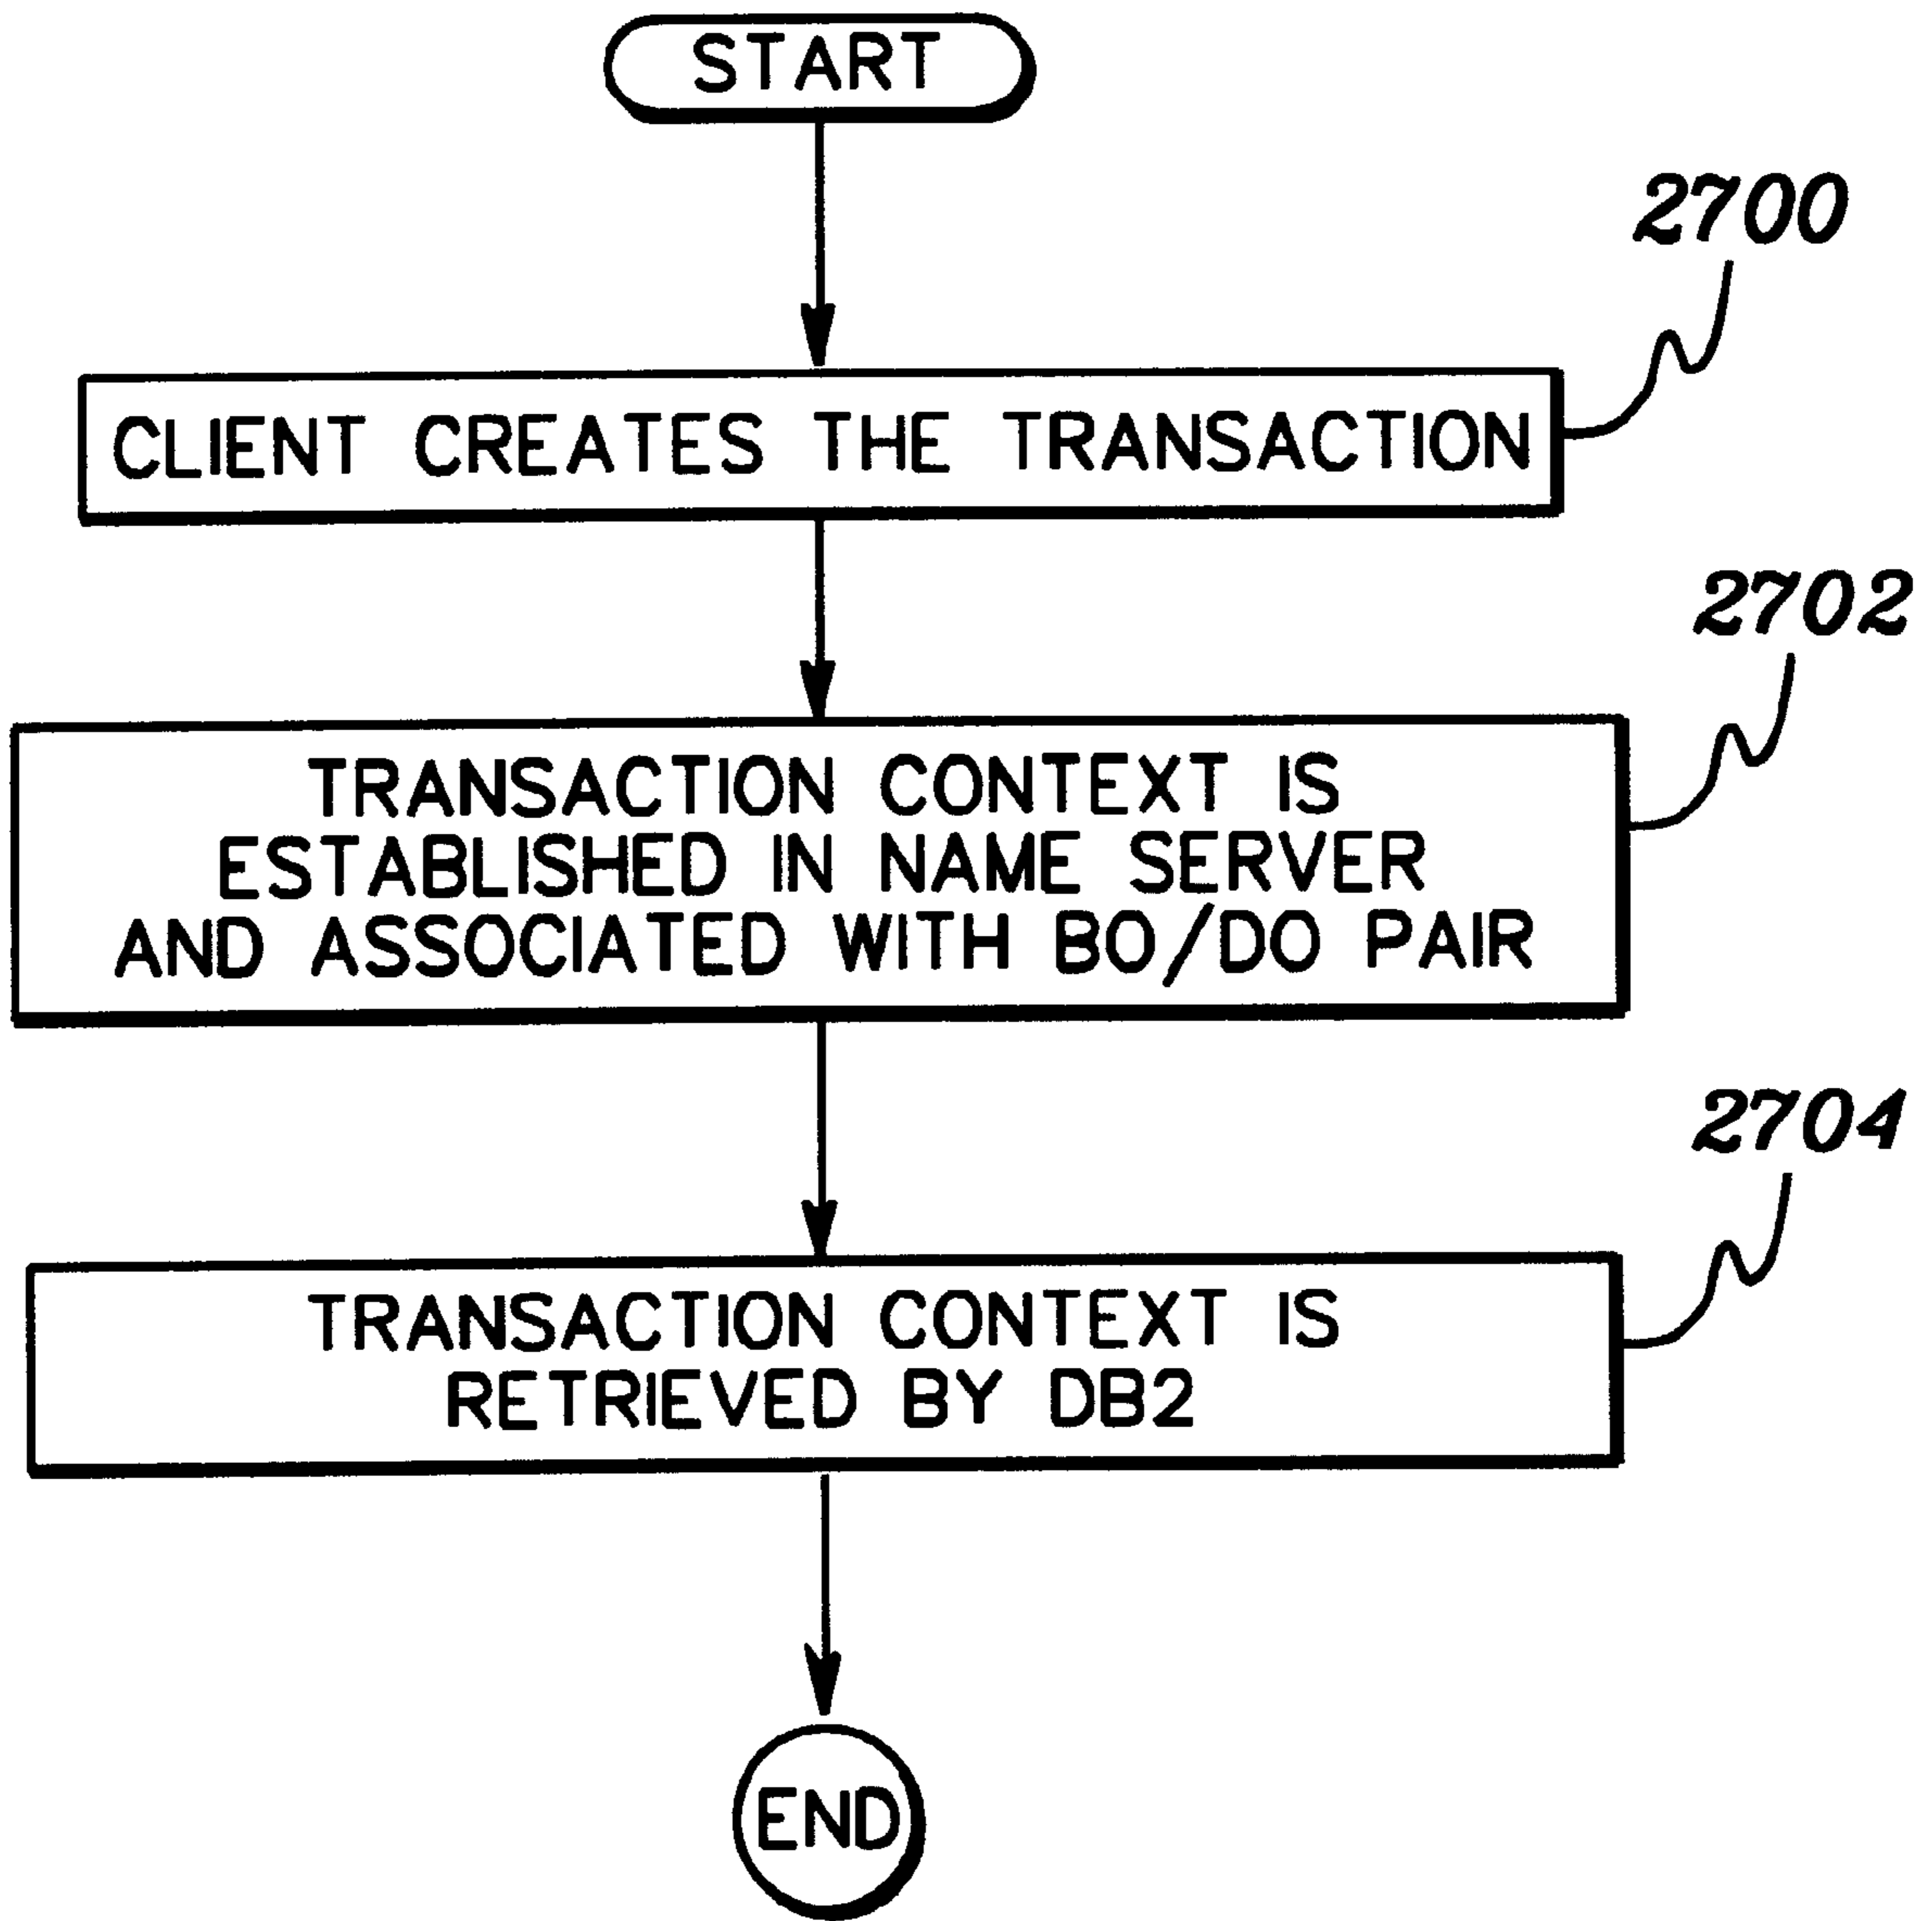 START
2700
CLIENT CREATES THE TRANSACTION
2702
TRANSACTION CONTEXT IS
ESTABLISHED IN NAME SERVER
AND ASSOCIATED WITH BO/DO PAIR
2704
TRANSACTION CONTEXT IS
RETRIEVED BY DB2
END